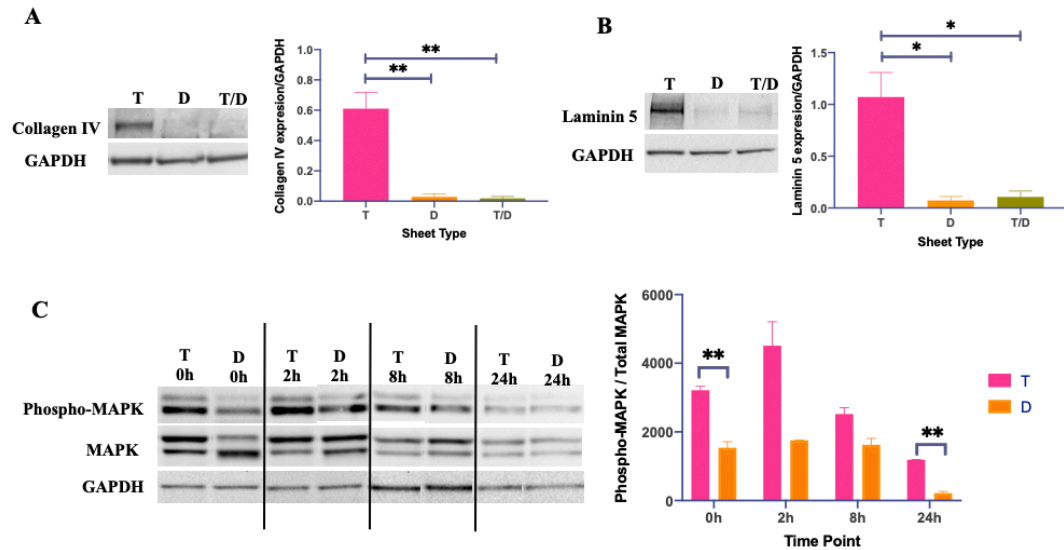 A
T D T/D
Collagen IV
GAPDH
Collagen IV expresion/GAPDH
1.0
0.8
0.6
0.4
0.2
0.0
**
**
T D T/D
Sheet Type
B
T D T/D
Laminin 5
GAPDH
Laminin 5 expresion/GAPDH
1.5
1.0
0.5
0.0
*
*
T D T/D
Sheet Type
C
T D T D T D T D
0h 0h 2h 2h 8h 8h 24h 24h
Phospho-MAPK
MAPK
GAPDH
Phospho-MAPK / Total MAPK
6000
4000
2000
0
**
**
0h 2h 8h 24h
Time Point
T
D